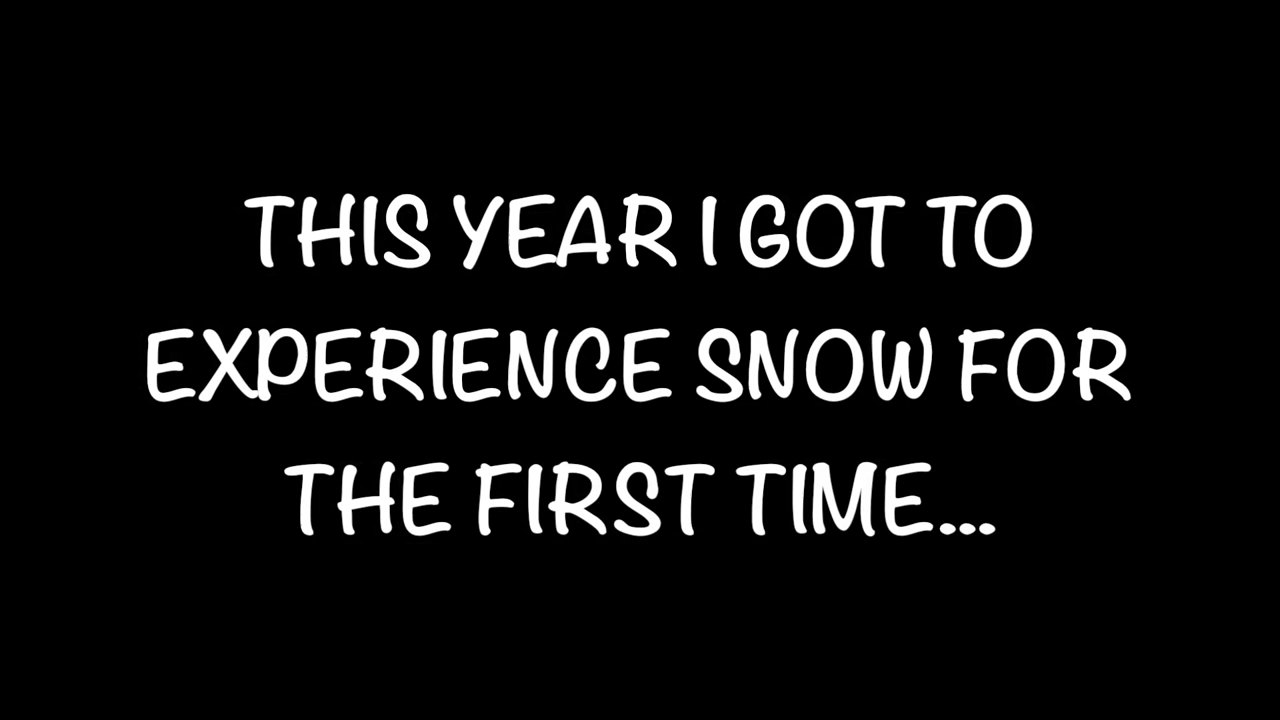 THIS YEAR I GOT TO
EXPERIENCE SNOW FOR
THE FIRST TIME...